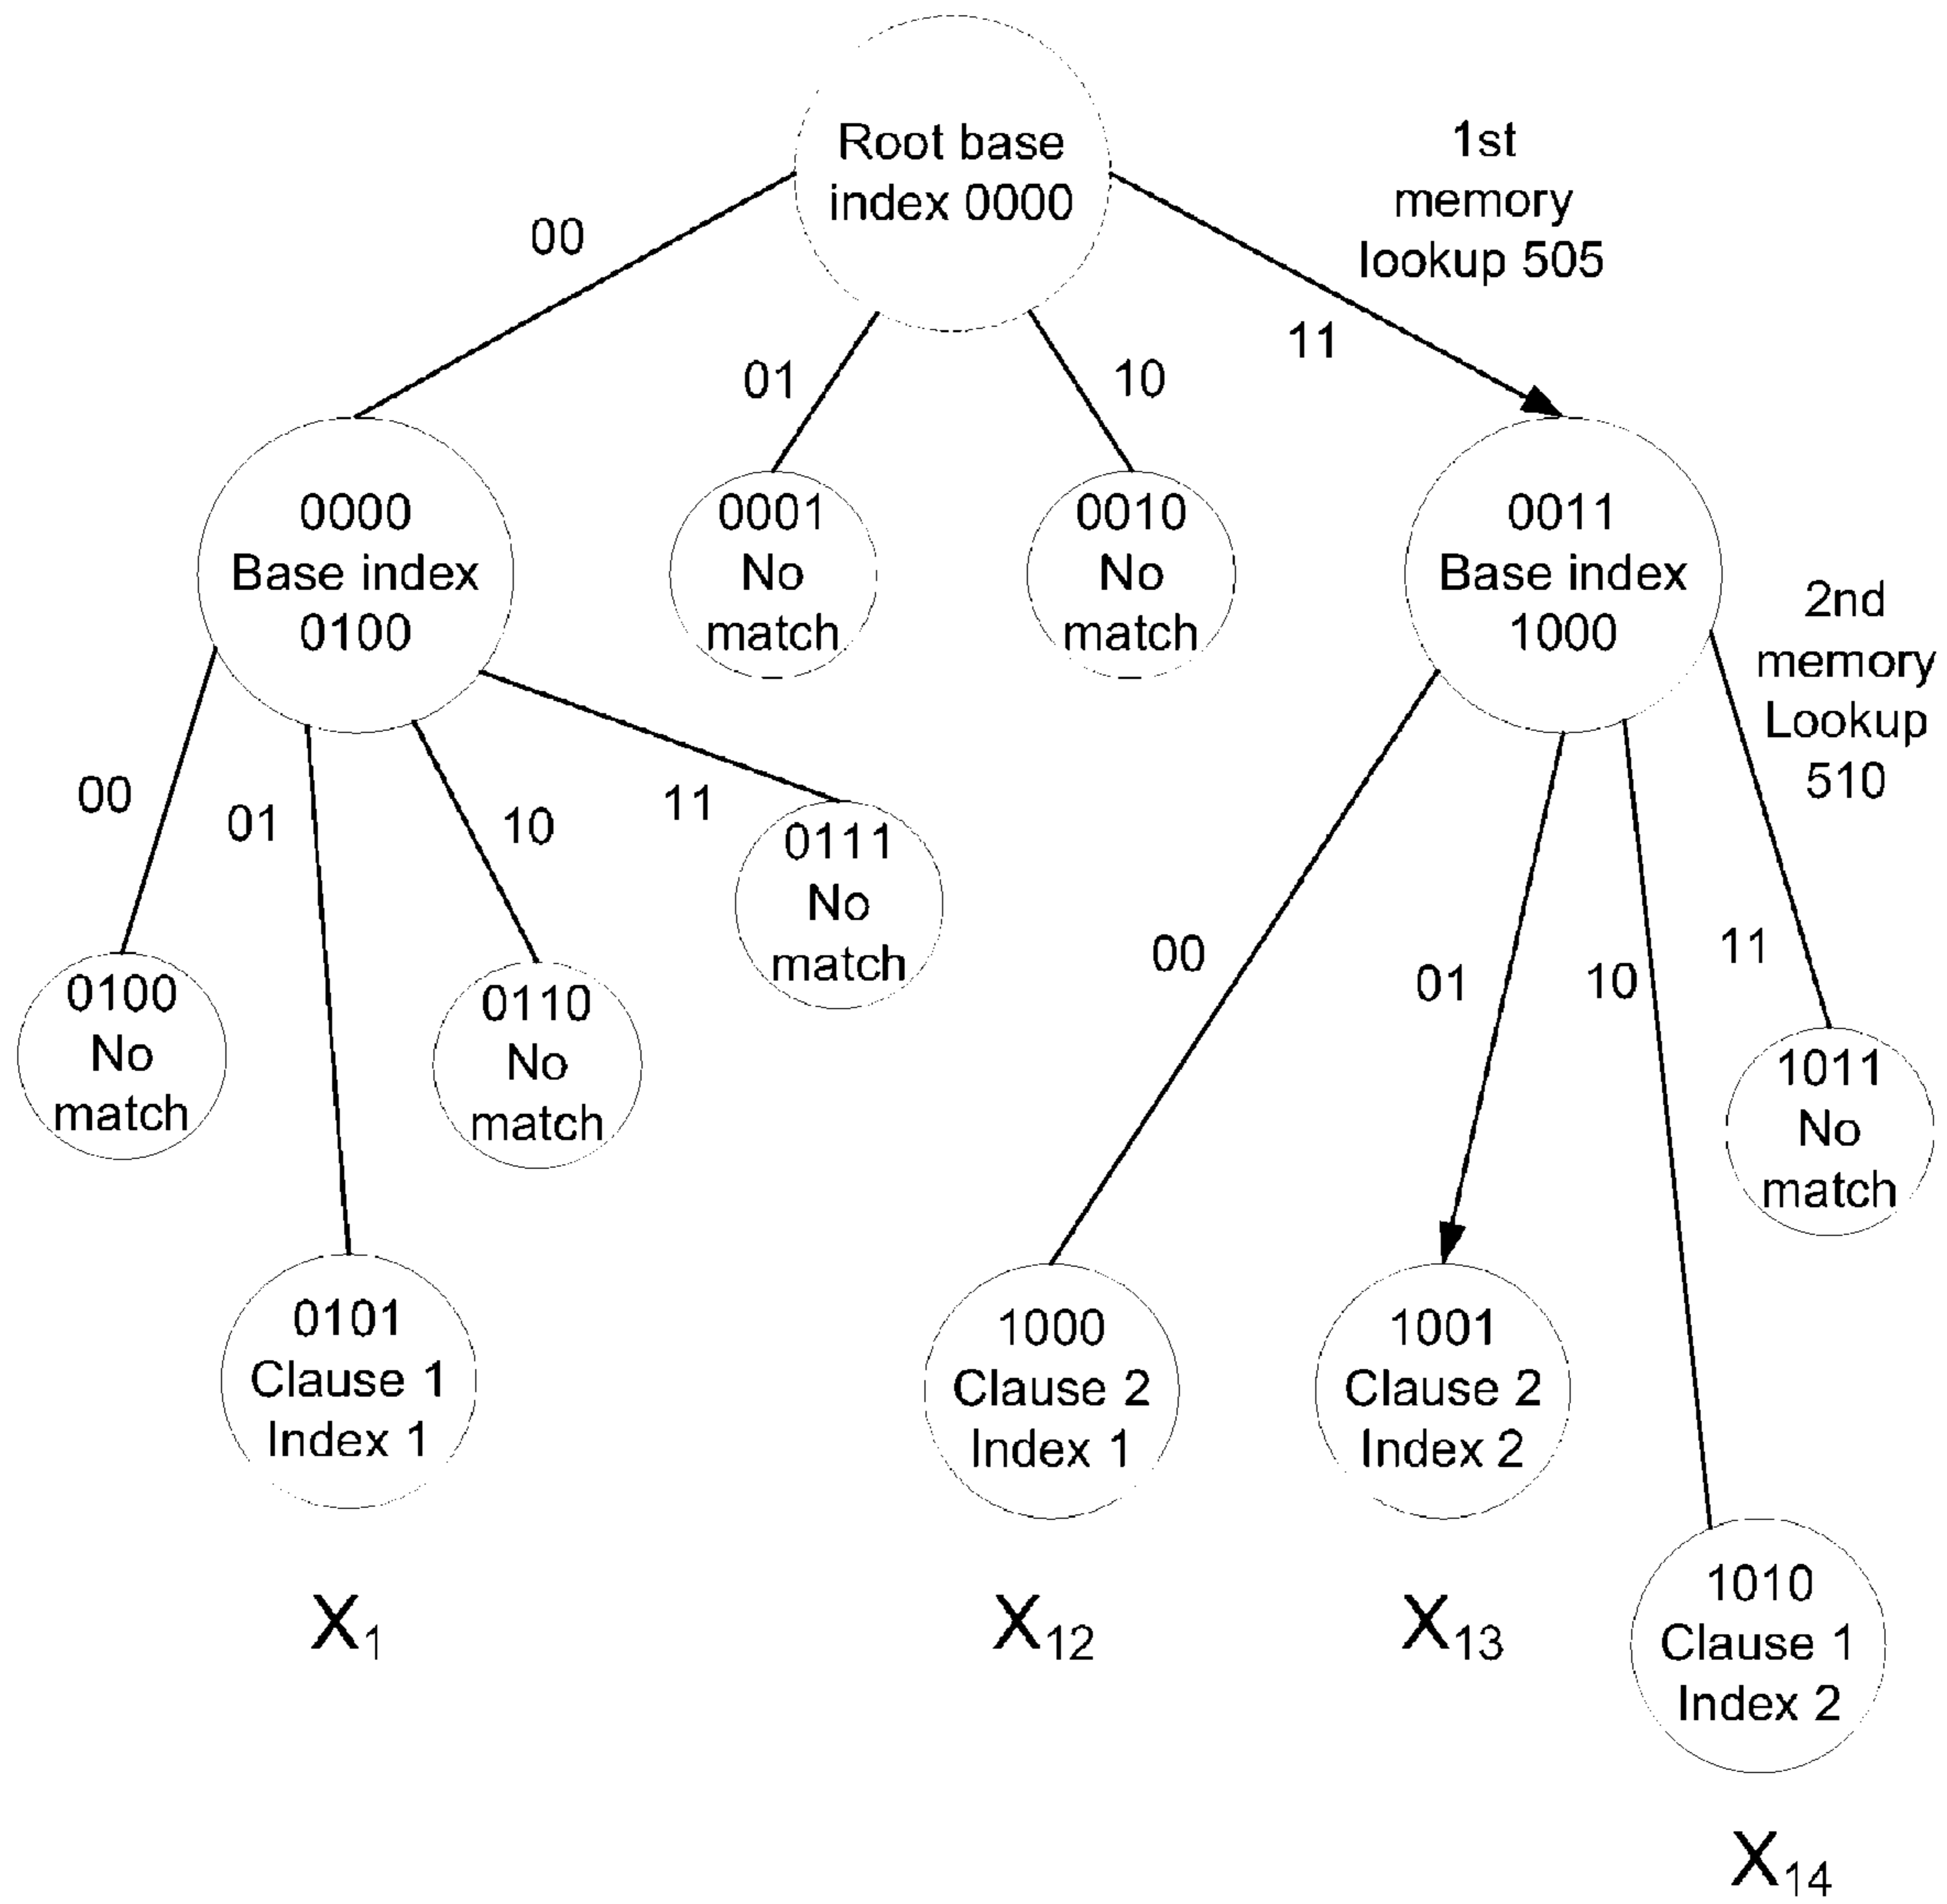 Root base
index 0000
1st
memory
lookup 505
00
01
10
11
0000
Base index
0100
0001
No
match
0010
No
match
0011
Base index
1000
2nd
memory
Lookup
510
00
01
10
11
0111
No
match
00
01
10
11
0100
No
match
0110
No
match
1011
No
match
0101
Clause 1
Index 1
1000
Clause 2
Index 1
1001
Clause 2
Index 2
1010
Clause 1
Index 2
X1
X12
X13
X14